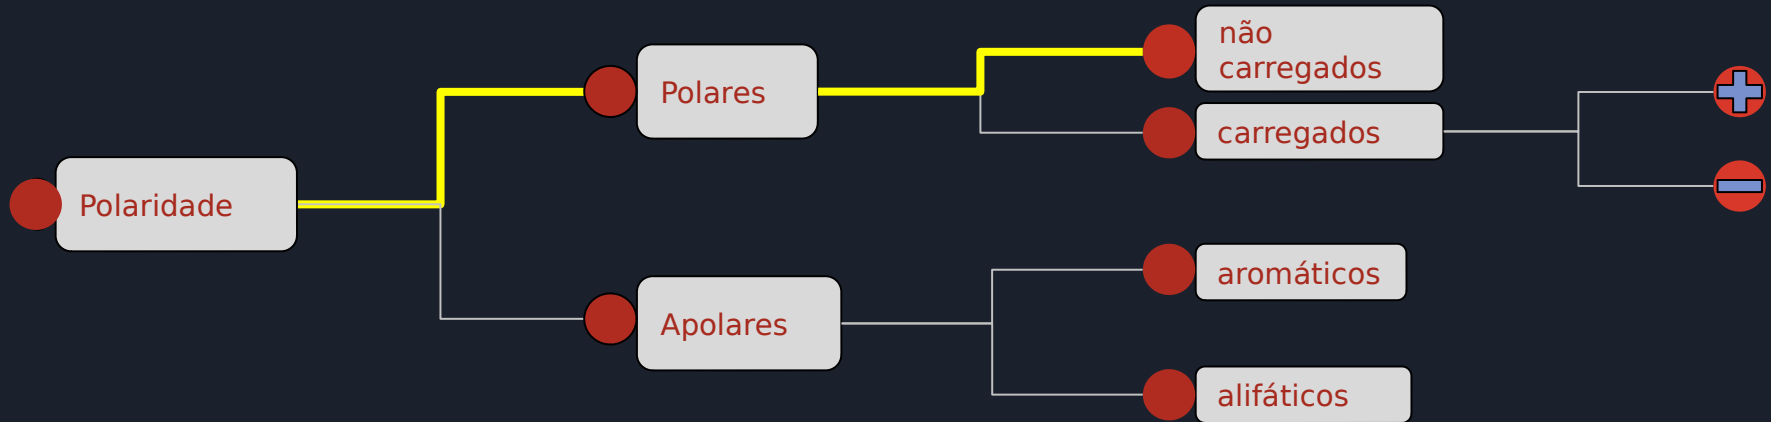 Polaridade
Polares
não
carregados
carregados
Apolares
aromáticos
alifáticos